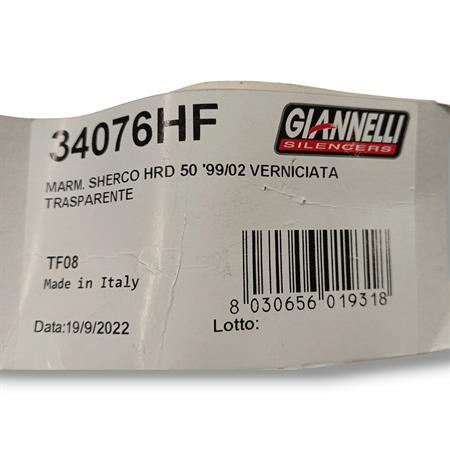 34076HF
GIANNELLI
SILENCERS
MARM. SHERCO HRD 50 '99/02 VERNICIATA
TRASPARENTE
TF08
Made in Italy
8 030656 019318
Data:19/9/2022
Lotto: